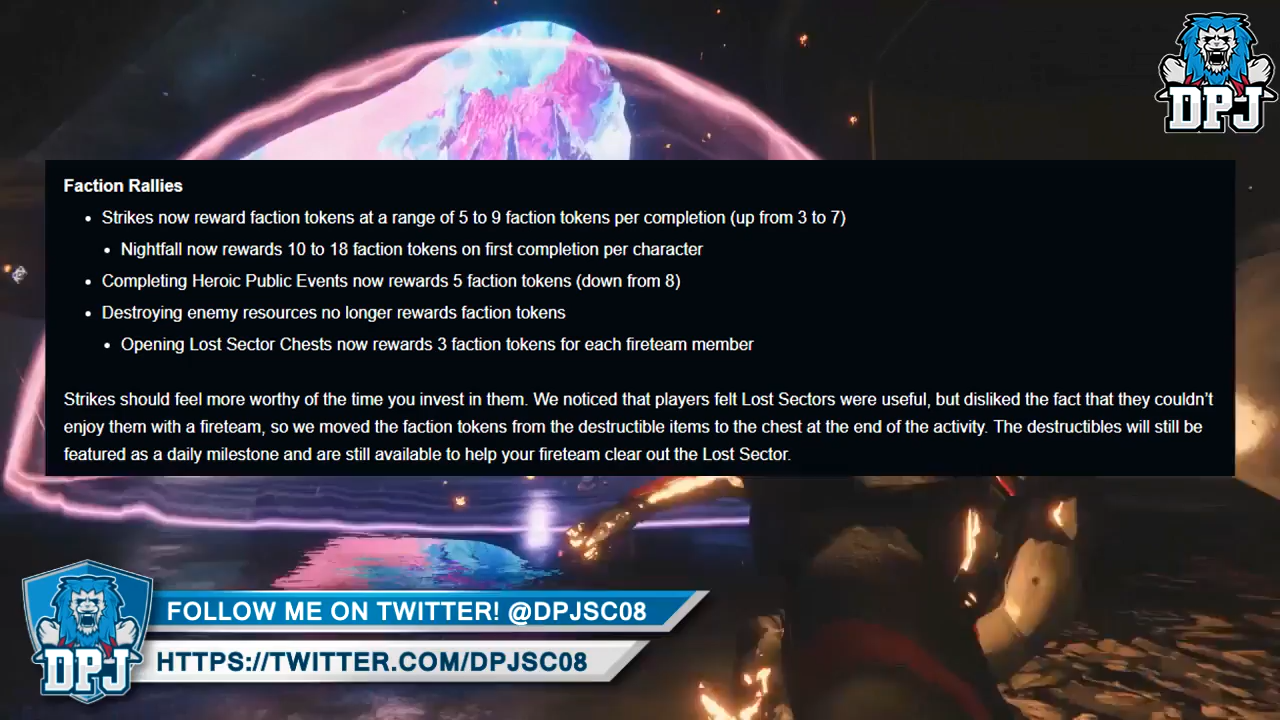 DPJ
Faction Rallies
• Strikes now reward faction tokens at a range of 5 to 9 faction tokens per completion (up from 3 to 7)
• Nightfall now rewards 10 to 18 faction tokens on first completion per character
• Completing Heroic Public Events now rewards 5 faction tokens (down from 8)
• Destroying enemy resources no longer rewards faction tokens
• Opening Lost Sector Chests now rewards 3 faction tokens for each fireteam member
Strikes should feel more worthy of the time you invest in them. We noticed that players felt Lost Sectors were useful, but disliked the fact that they couldn't
enjoy them with a fireteam, so we moved the faction tokens from the destructible items to the chest at the end of the activity. The destructibles will still be
featured as a daily milestone and are still available to help your fireteam clear out the Lost Sector.
FOLLOW ME ON TWITTER! @DPJSC08
HTTPS://TWITTER.COM/DPJSC08
DPJ